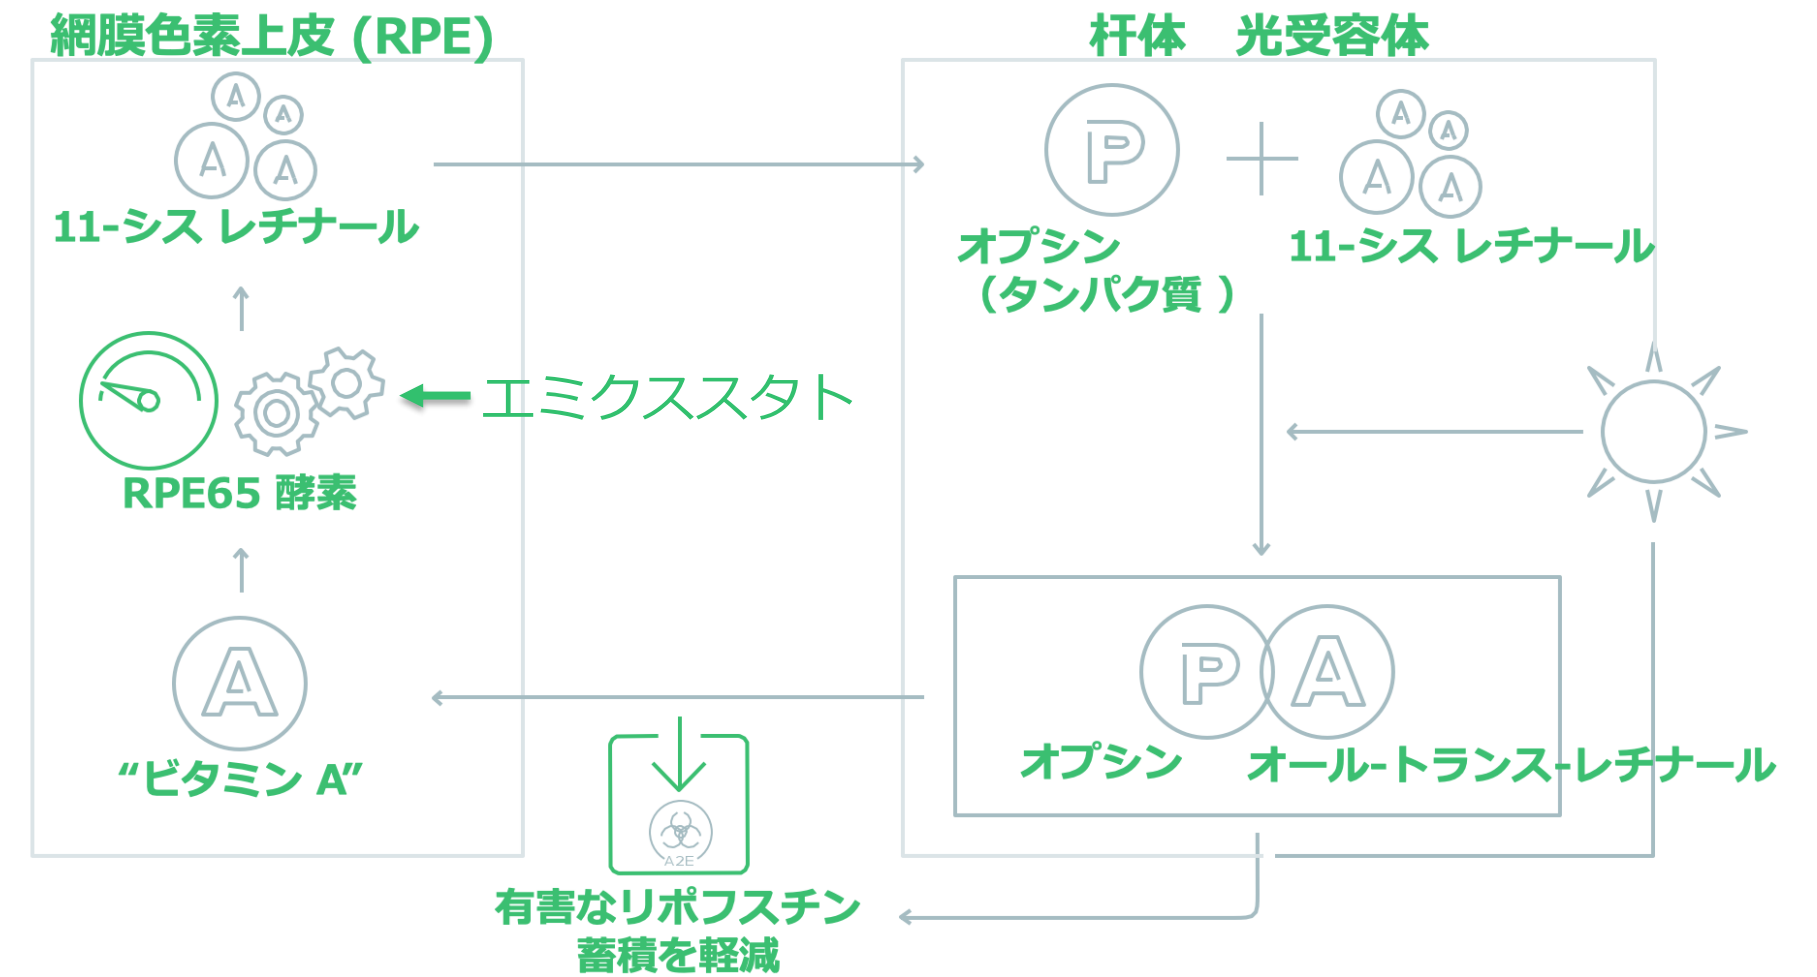 網膜色素上皮 (RPE)
杆体　光受容体
A
A
A
A
11-シス レチナール
P
A
A
A
A
オプシン
（タンパク質 ）
11-シス レチナール
エミクススタト
RPE65 酵素
A
“ビタミン A”
P
A
オプシン
オール-トランス-レチナール
A2E
有害なリポフスチン
蓄積を軽減